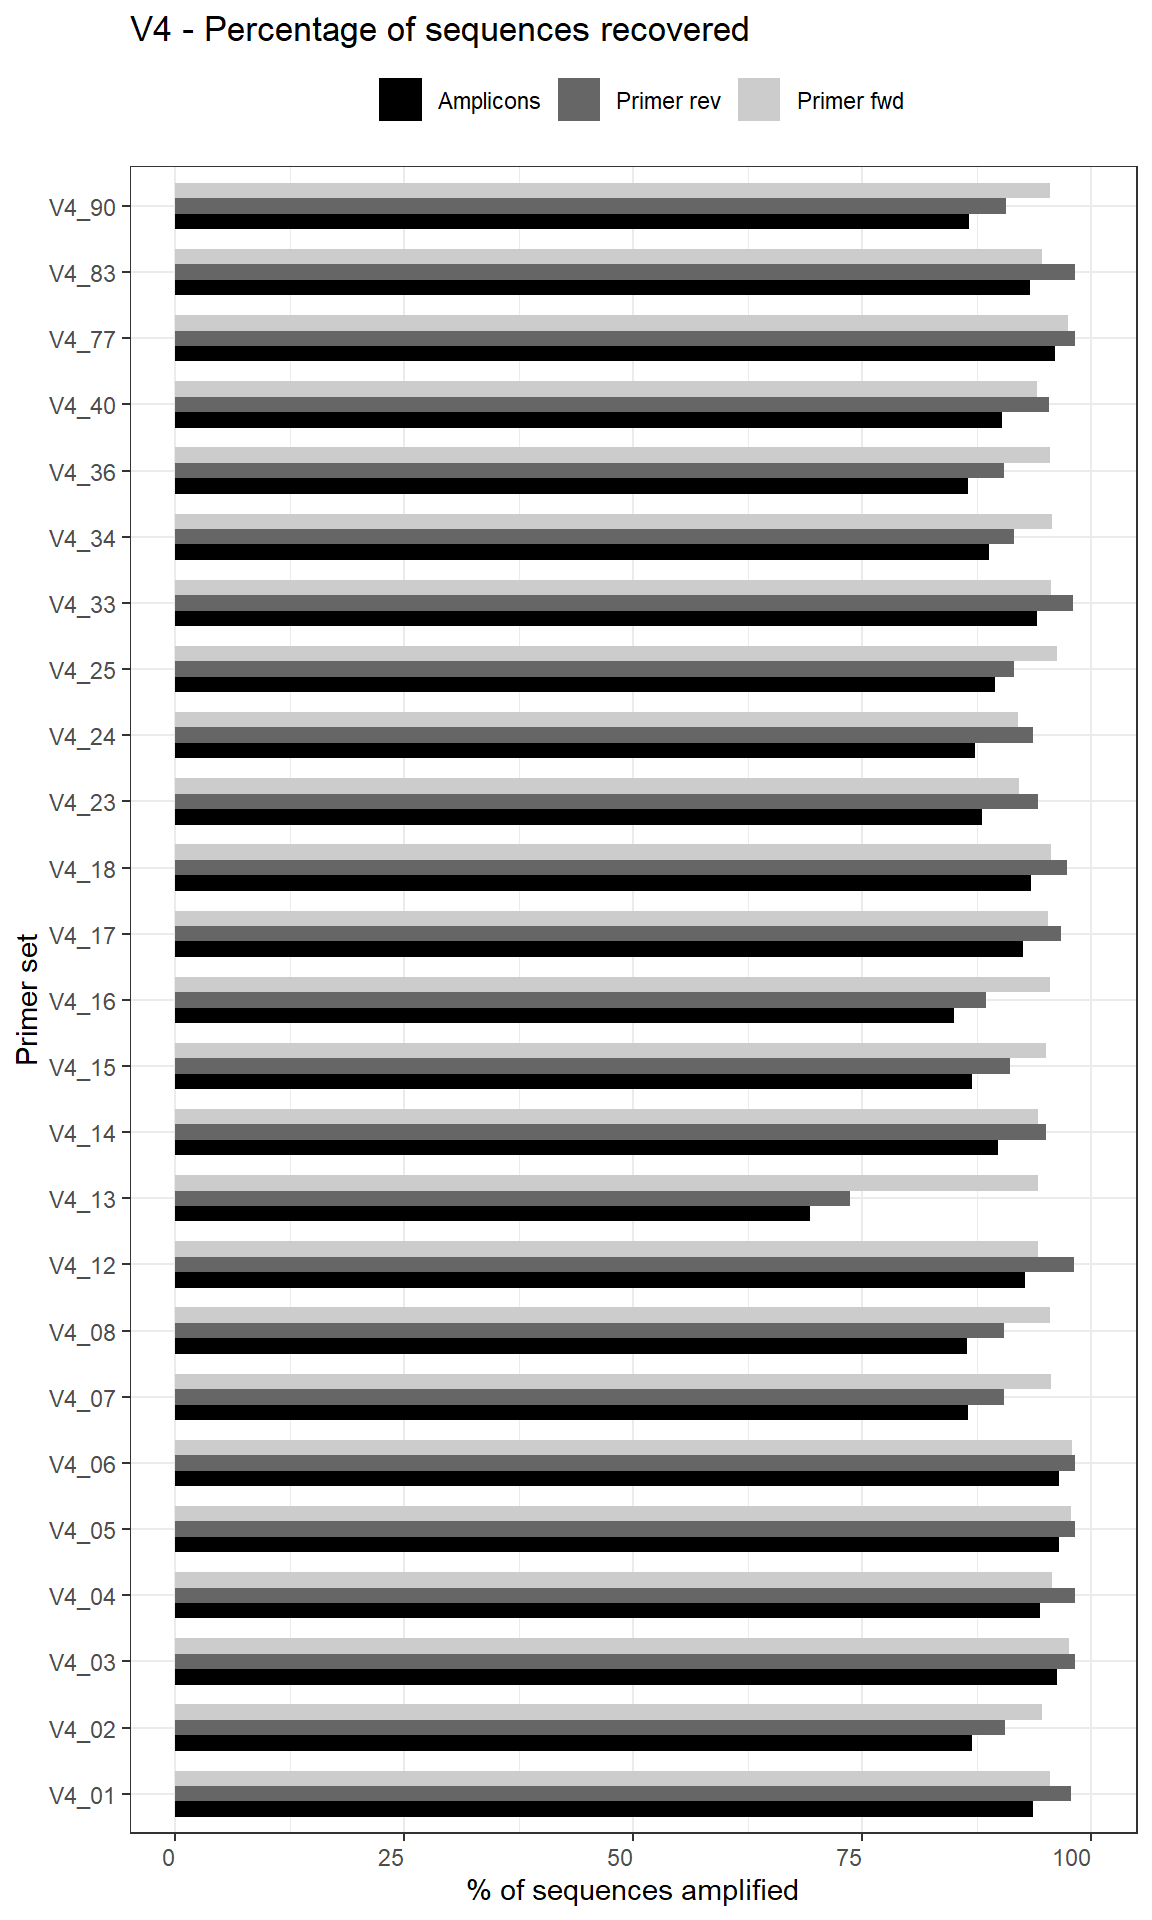 V4 - Percentage of sequences recovered
Amplicons Primer rev Primer fwd
V4_90
V4_83
V4_77
V4_40
V4_36
V4_34
V4_33
V4_25
V4_24
V4_23
V4_18
V4_17
V4_16
V4_15
V4_14
V4_13
V4_12
V4_08
V4_07
V4_06
V4_05
V4_04
V4_03
V4_02
V4_01
Primer set
0 25 50 75 100
% of sequences amplified